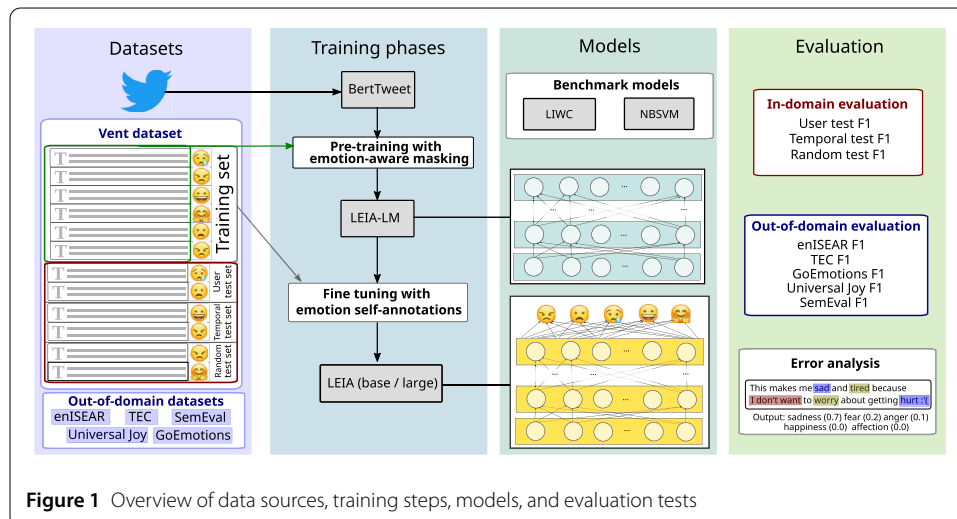 Datasets
Training phases
Models
Evaluation
Vent dataset
T
T
T
T
T
T
Training set
T
T
User
test set
T
T
Temporal
test set
T
T
Random
test set
Out-of-domain datasets
enISEAR
TEC
SemEval
Universal Joy
GoEmotions
BertTweet
Pre-training with
emotion-aware masking
LEIA-LM
Fine tuning with
emotion self-annotations
LEIA (base / large)
Benchmark models
LIWC
NBSVM
...
... ...
...
...
...
... ...
...
...
In-domain evaluation
User test F1
Temporal test F1
Random test F1
Out-of-domain evaluation
enISEAR F1
TEC F1
GoEmotions F1
Universal Joy F1
SemEval F1
Error analysis
This makes me sad and tired because
I don't want to worry about getting hurt :'(
Output: sadness (0.7) fear (0.2) anger (0.1)
happiness (0.0) affection (0.0)
Figure 1 Overview of data sources, training steps, models, and evaluation tests